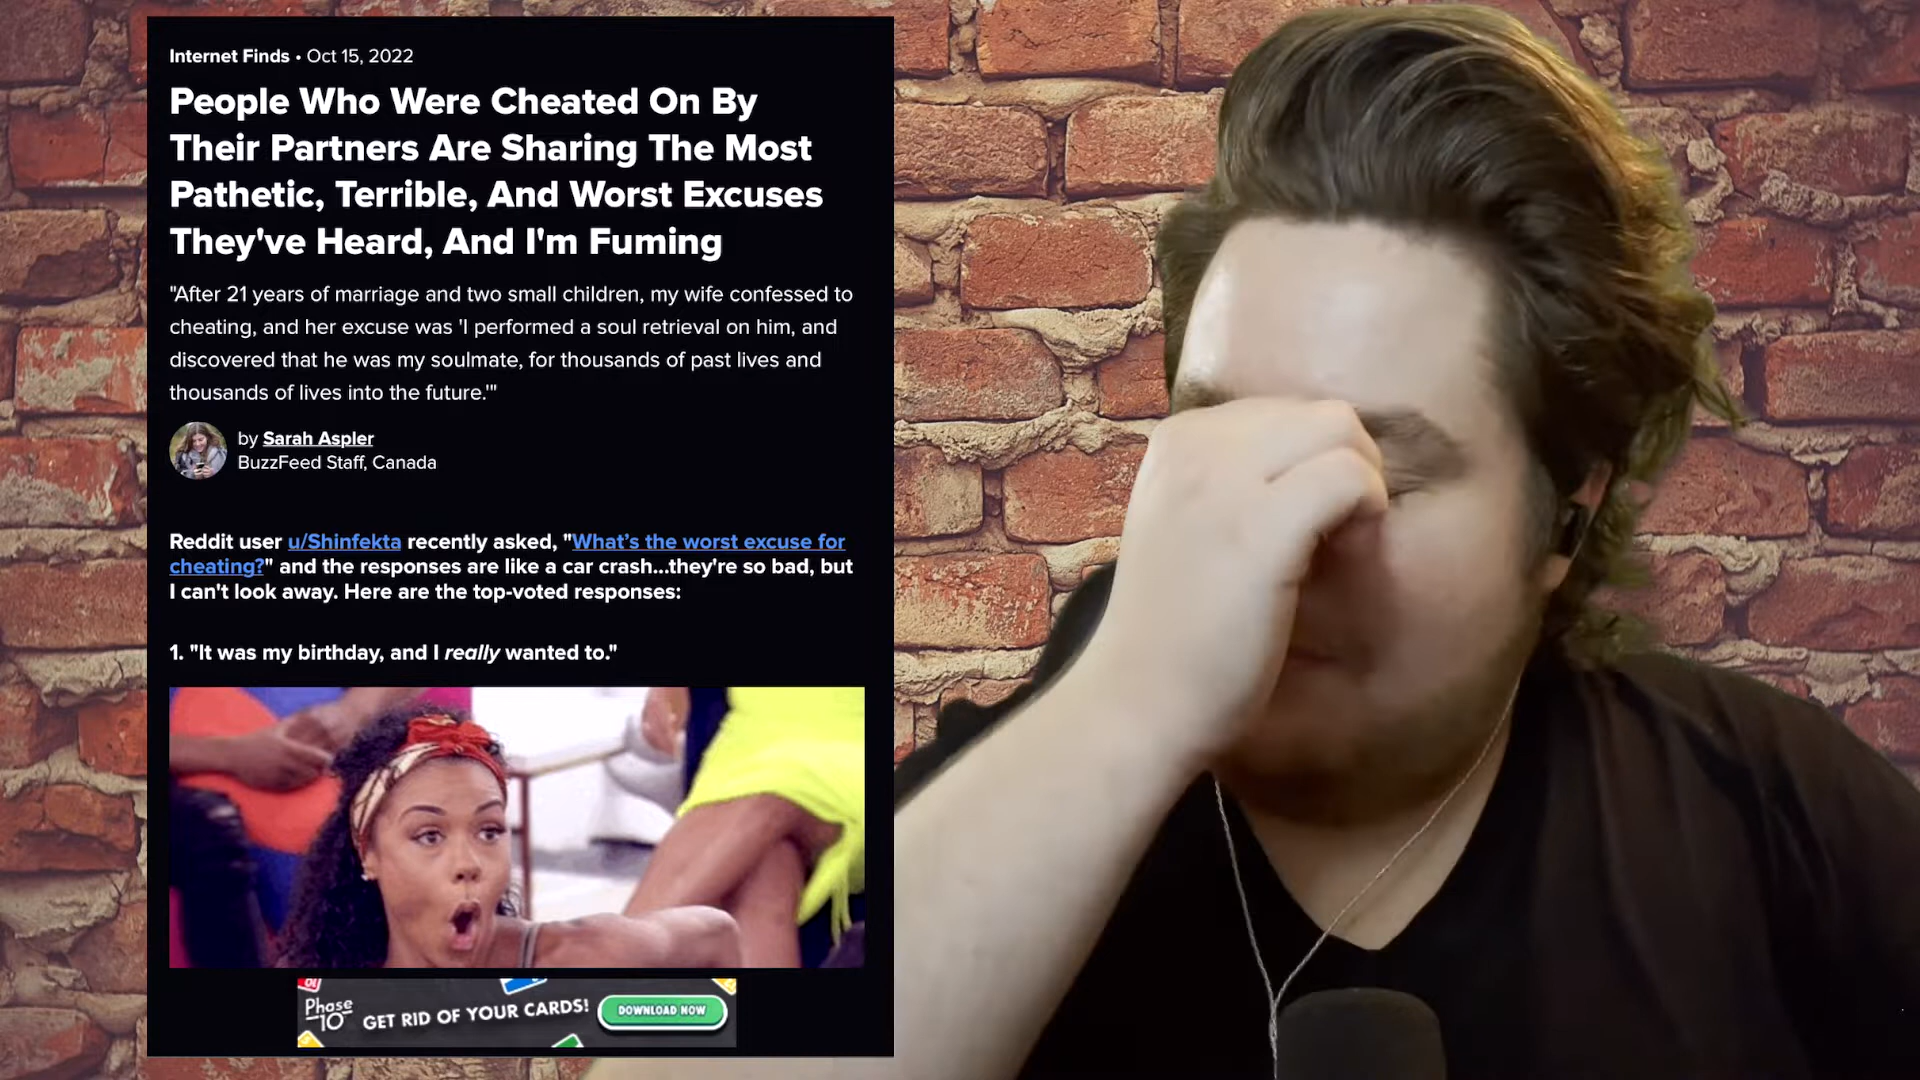 Internet Finds • Oct 15, 2022
People Who Were Cheated On By
Their Partners Are Sharing The Most
Pathetic, Terrible, And Worst Excuses
They've Heard, And I'm Fuming
"After 21 years of marriage and two small children, my wife confessed to
cheating, and her excuse was 'I performed a soul retrieval on him, and
discovered that he was my soulmate, for thousands of past lives and
thousands of lives into the future.'"
by Sarah Aspler
BuzzFeed Staff, Canada
Reddit user u/Shinfekta recently asked, "What's the worst excuse for
cheating?" and the responses are like a car crash...they're so bad, but
I can't look away. Here are the top-voted responses:
1. "It was my birthday, and I really wanted to."
Phase
10
GET RID OF YOUR CARDS!
DOWNLOAD NOW